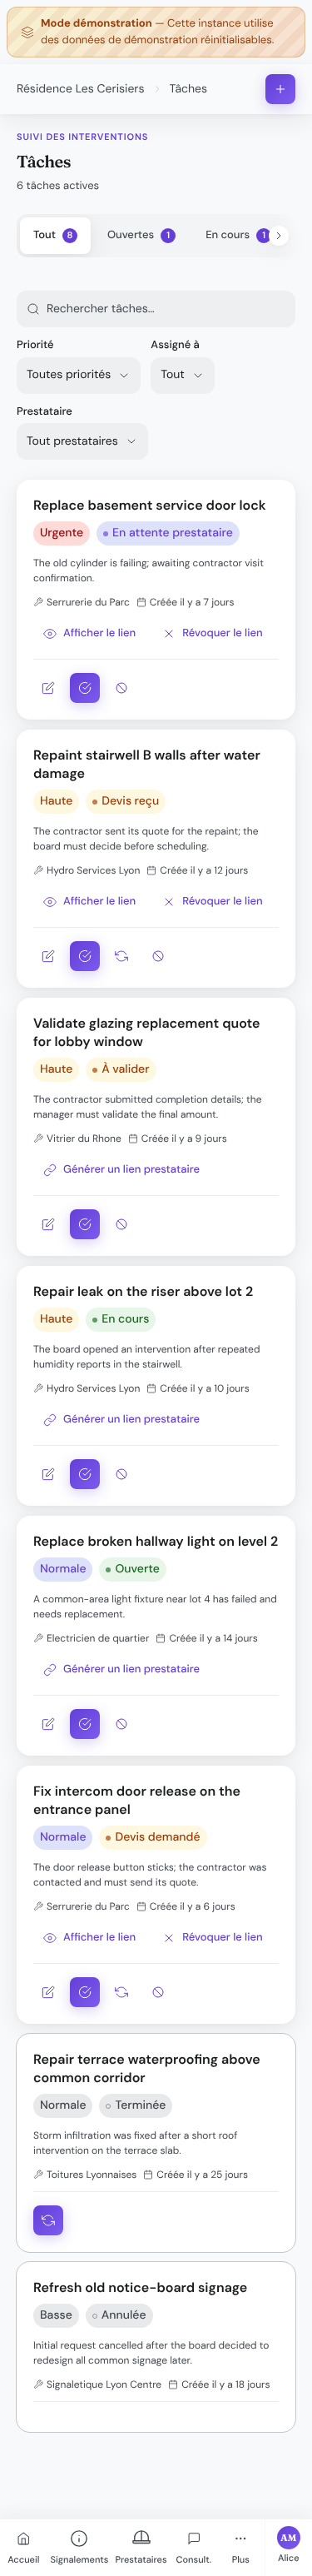 Mode démonstration — Cette instance utilise
des données de démonstration réinitialisables.
Résidence Les Cerisiers > Tâches
SUIVI DES INTERVENTIONS
Tâches
6 tâches actives
Tout 8 Ouvertes 1 En cours 1
Rechercher tâches...
Priorité Assigné à
Toutes priorités Tout
Prestataire
Tout prestataires
Replace basement service door lock
Urgente En attente prestataire
The old cylinder is failing; awaiting contractor visit
confirmation.
Serrurerie du Parc Créée il y a 7 jours
Afficher le lien Révoquer le lien
Repaint stairwell B walls after water
damage
Haute Devis reçu
The contractor sent its quote for the repaint; the
board must decide before scheduling.
Hydro Services Lyon Créée il y a 12 jours
Afficher le lien Révoquer le lien
Validate glazing replacement quote
for lobby window
Haute À valider
The contractor submitted completion details; the
manager must validate the final amount.
Vitrier du Rhone Créée il y a 9 jours
Générer un lien prestataire
Repair leak on the riser above lot 2
Haute En cours
The board opened an intervention after repeated
humidity reports in the stairwell.
Hydro Services Lyon Créée il y a 10 jours
Générer un lien prestataire
Replace broken hallway light on level 2
Normale Ouverte
A common-area light fixture near lot 4 has failed and
needs replacement.
Electricien de quartier Créée il y a 14 jours
Générer un lien prestataire
Fix intercom door release on the
entrance panel
Normale Devis demandé
The door release button sticks; the contractor was
contacted and must send its quote.
Serrurerie du Parc Créée il y a 6 jours
Afficher le lien Révoquer le lien
Repair terrace waterproofing above
common corridor
Normale Terminée
Storm infiltration was fixed after a short roof
intervention on the terrace slab.
Toitures Lyonnaises Créée il y a 25 jours
Refresh old notice-board signage
Basse Annulée
Initial request cancelled after the board decided to
redesign all common signage later.
Signaletique Lyon Centre Créée il y a 18 jours
AM
Accueil Signalements Prestataires Consult. Plus Alice